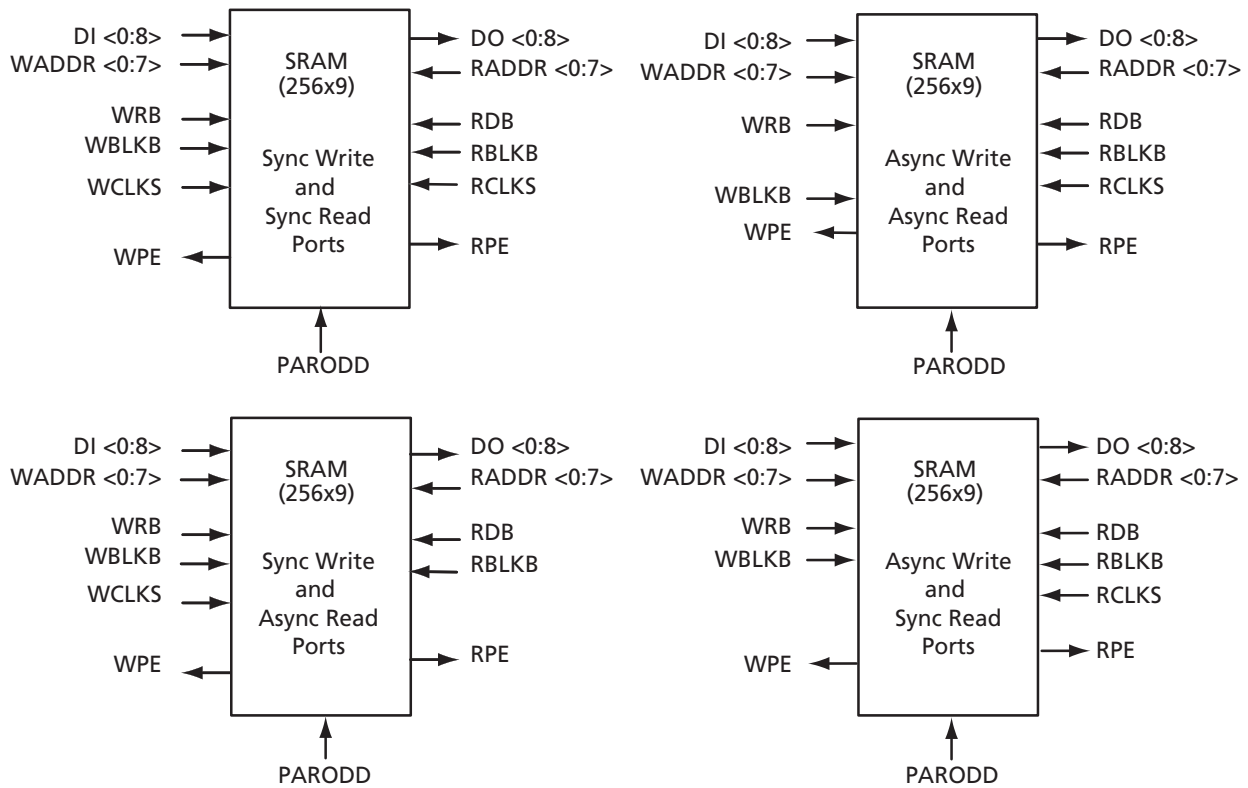 DI <0:8>
WADDR <0:7>
WRB
WBLKB
WCLKS
WPE
SRAM
(256x9)
Sync Write
and
Sync Read
Ports
DO <0:8>
RADDR <0:7>
RDB
RBLKB
RCLKS
RPE
PARODD
DI <0:8>
WADDR <0:7>
WRB
WBLKB
WPE
SRAM
(256x9)
Async Write
and
Async Read
Ports
DO <0:8>
RADDR <0:7>
RDB
RBLKB
RCLKS
RPE
PARODD
DI <0:8>
WADDR <0:7>
WRB
WBLKB
WCLKS
WPE
SRAM
(256x9)
Sync Write
and
Async Read
Ports
DO <0:8>
RADDR <0:7>
RDB
RBLKB
RPE
PARODD
DI <0:8>
WADDR <0:7>
WRB
WBLKB
WPE
SRAM
(256x9)
Async Write
and
Sync Read
Ports
DO <0:8>
RADDR <0:7>
RDB
RBLKB
RCLKS
RPE
PARODD